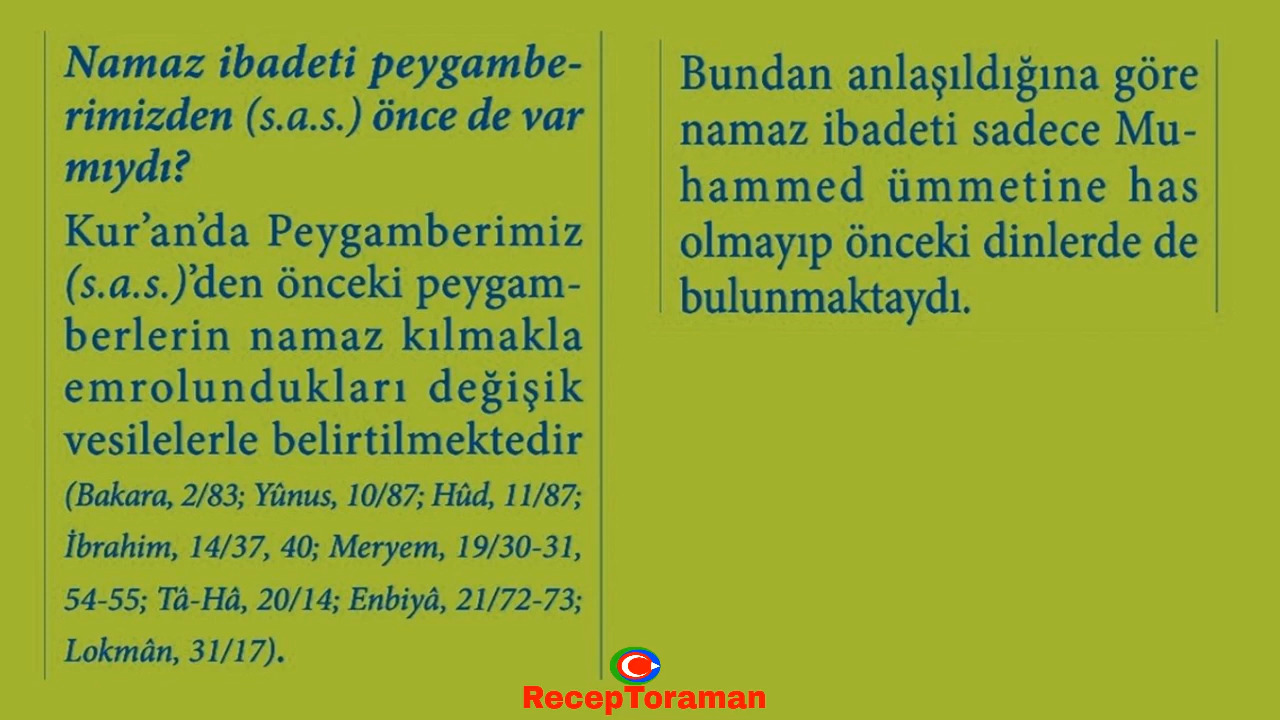 Namaz ibadeti peygambe-
rimizden (s.a.s.) önce de var
mıydı?
Kur’an’da Peygamberimiz
(s.a.s.)’den önceki peygam-
berlerin namaz kılmakla
emrolundukları değişik
vesilelerle belirtilmektedir
(Bakara, 2/83; Yûnus, 10/87; Hûd, 11/87;
İbrahim, 14/37, 40; Meryem, 19/30-31,
54-55; Tâ-Hâ, 20/14; Enbiyâ, 21/72-73;
Lokmân, 31/17).
Bundan anlaşıldığına göre
namaz ibadeti sadece Mu-
hammed ümmetine has
olmayıp önceki dinlerde de
bulunmaktaydı.
RecepToraman